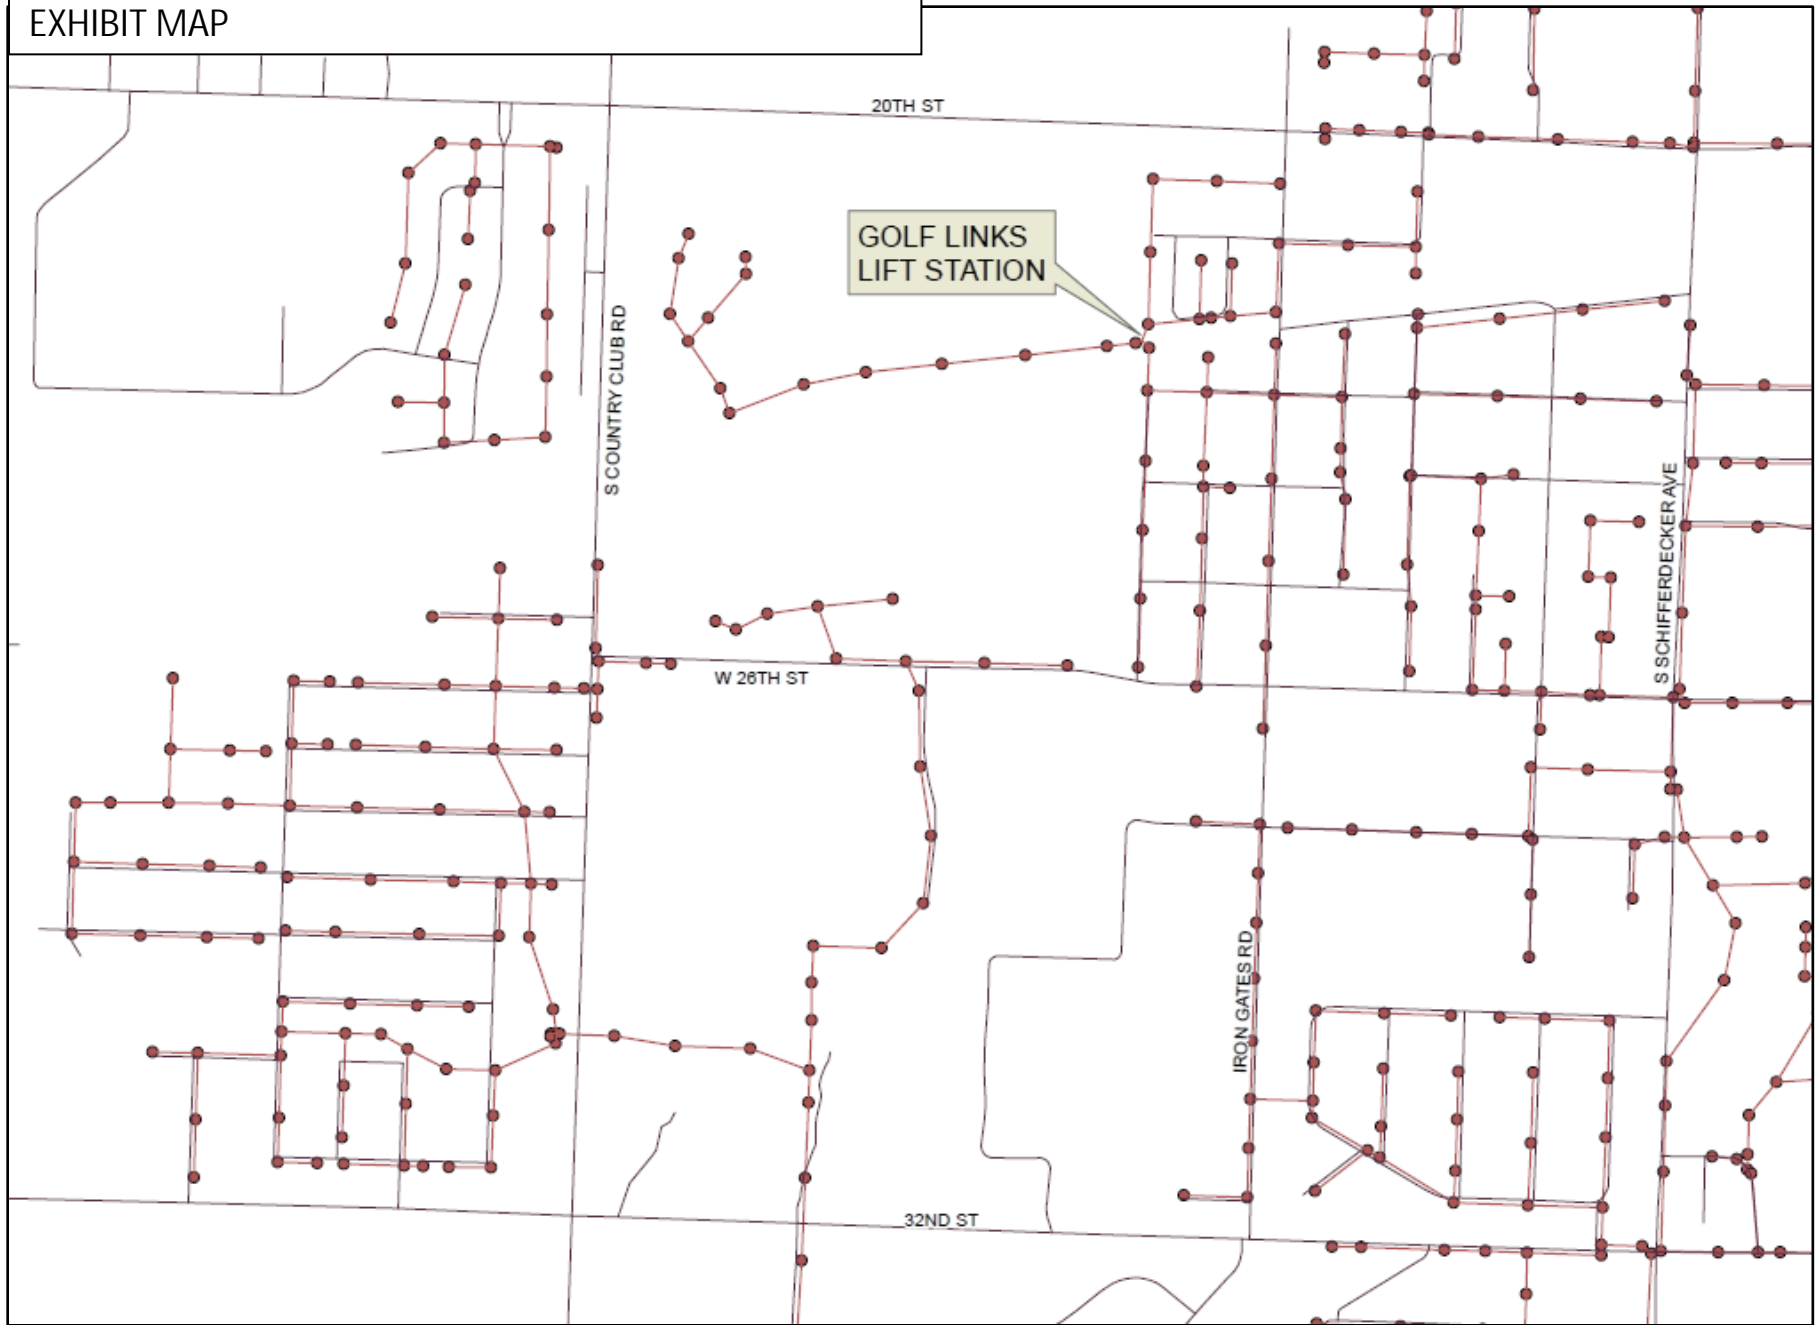 EXHIBIT MAP
20TH ST
GOLF LINKS
LIFT STATION
S COUNTRY CLUB RD
S SCHIFFERDECKER AVE
W 26TH ST
IRON GATES RD
32ND ST